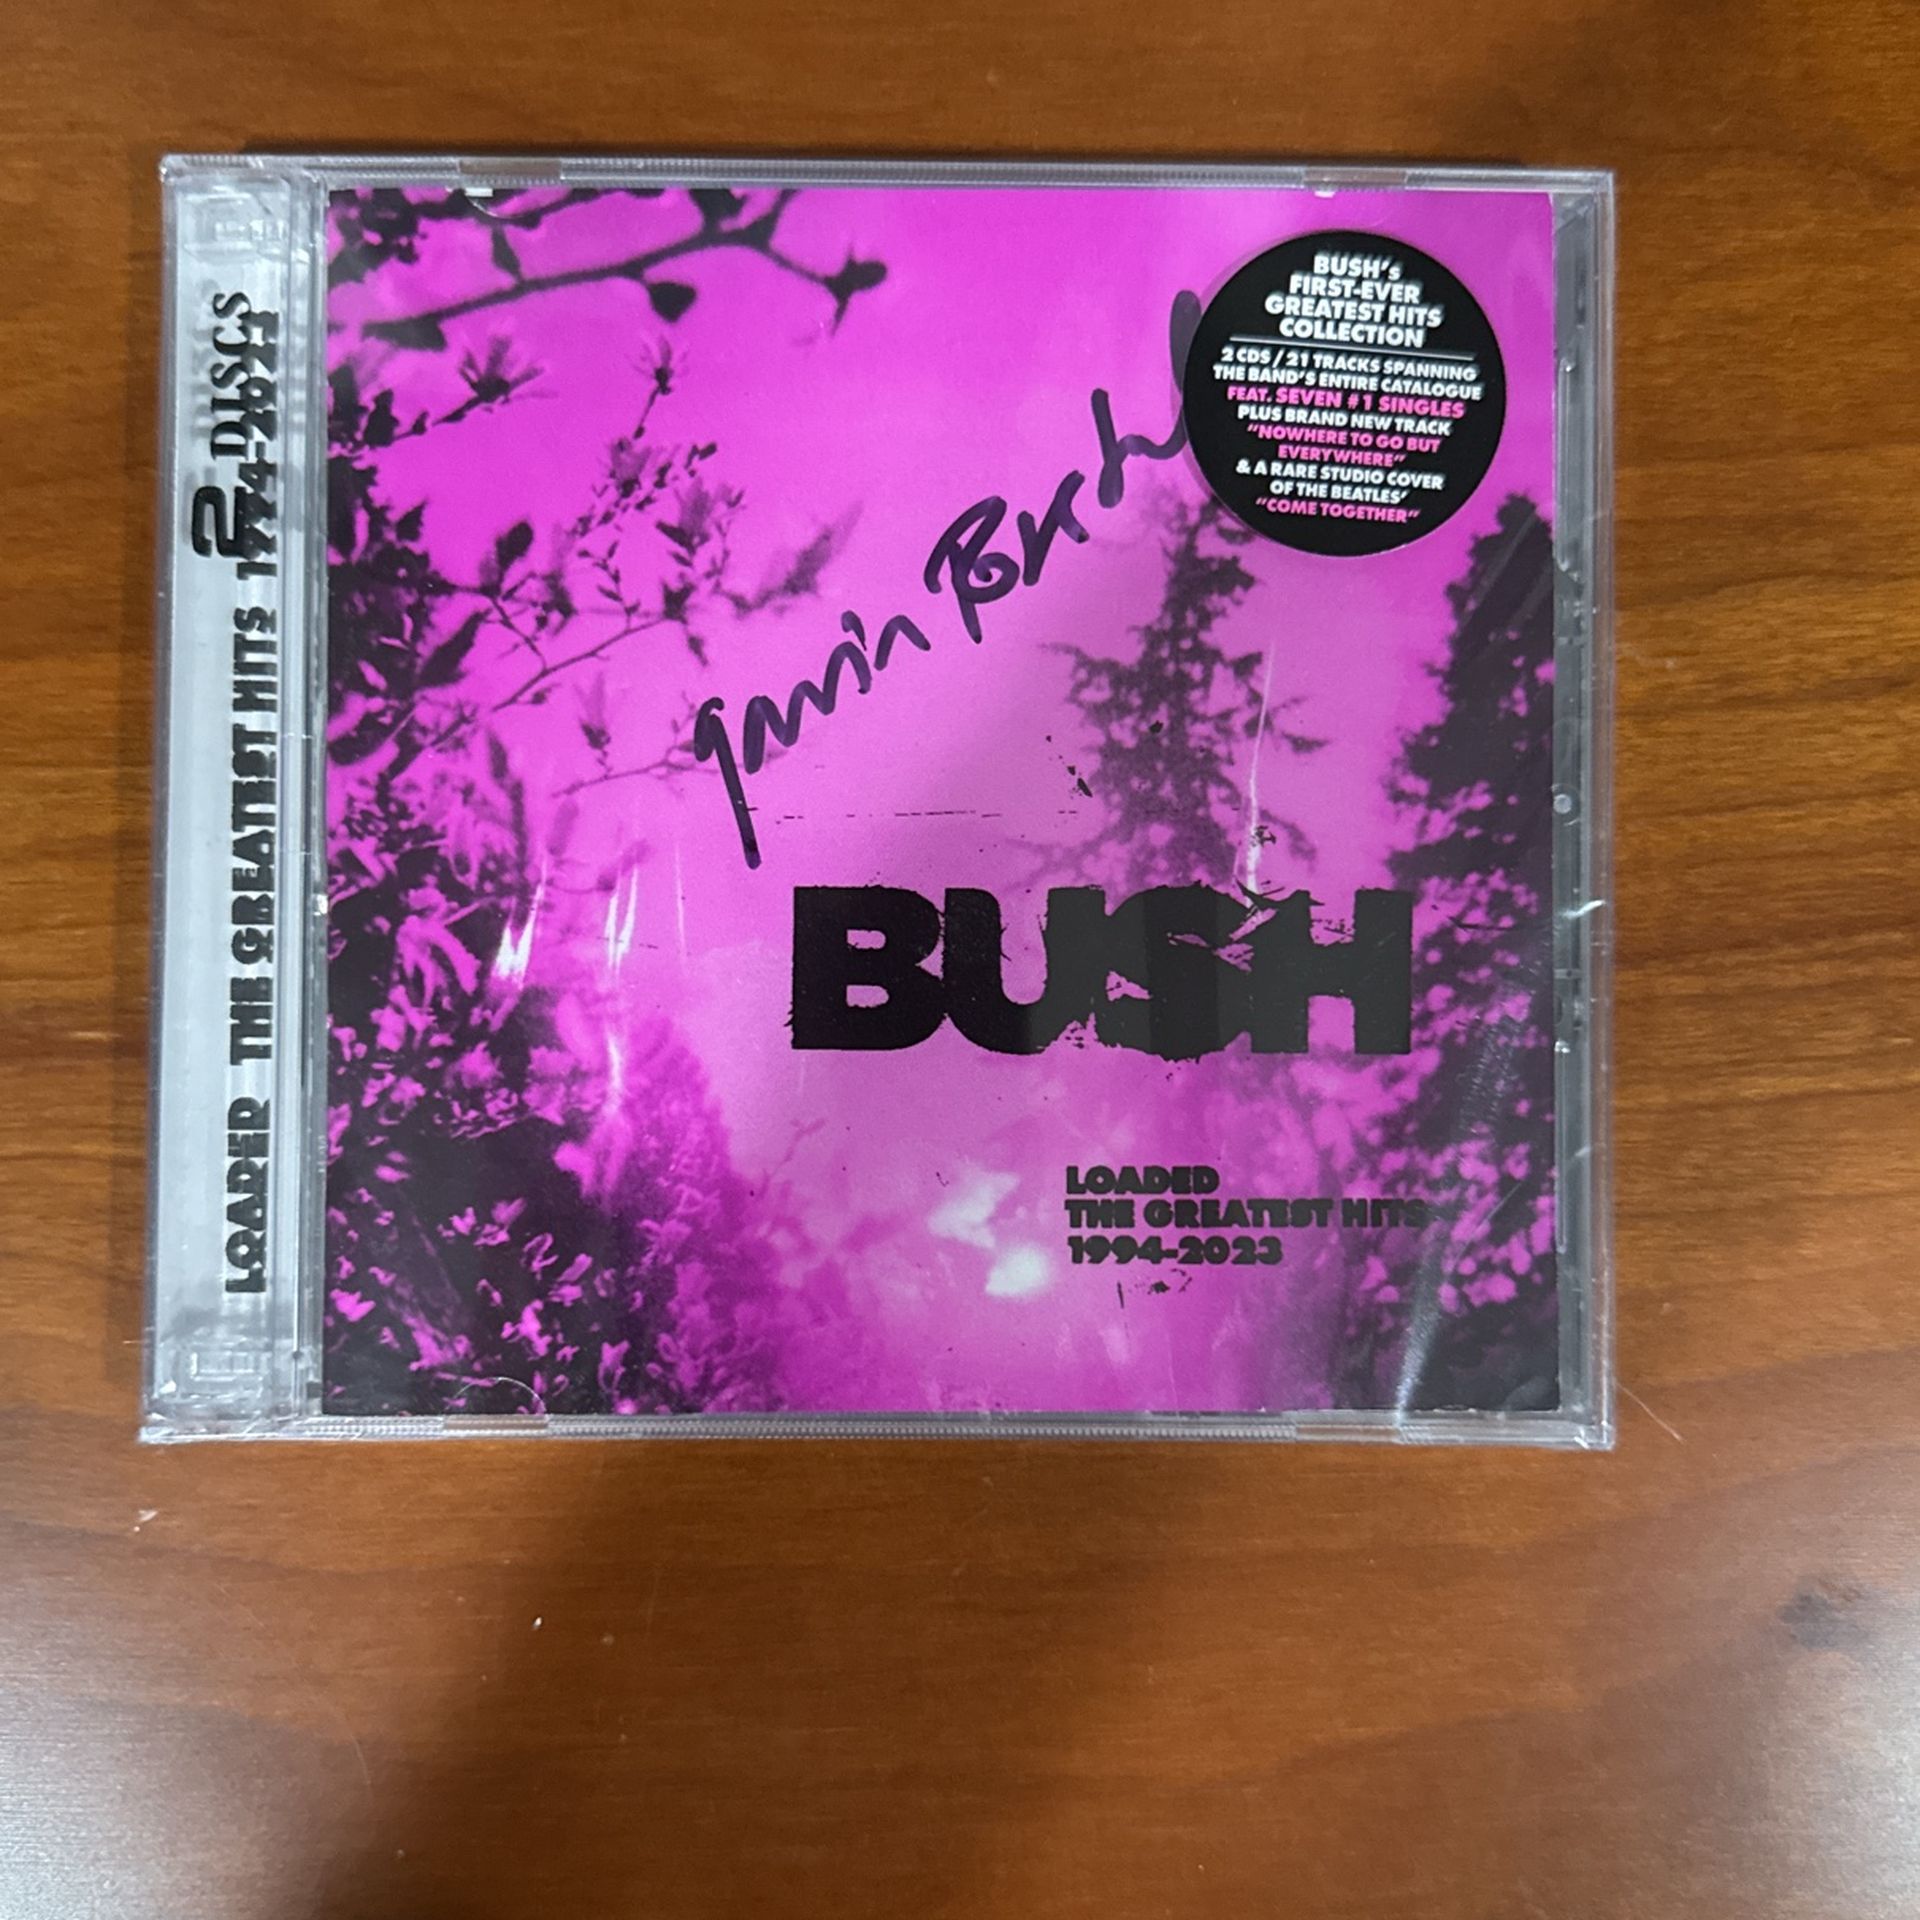 2 DISCS
LOADED THE GREATEST HITS 1994-2023
BUSH's
FIRST-EVER
GREATEST HITS
COLLECTION
2 CDS / 21 TRACKS SPANNING
THE BAND'S ENTIRE CATALOGUE
FEAT. SEVEN #1 SINGLES
PLUS BRAND NEW TRACK
"NOWHERE TO GO BUT
EVERYWHERE"
& A RARE STUDIO COVER
OF THE BEATLES'
"COME TOGETHER"
gavin
BUSH
LOADED
THE GREATEST HITS
1994-2023